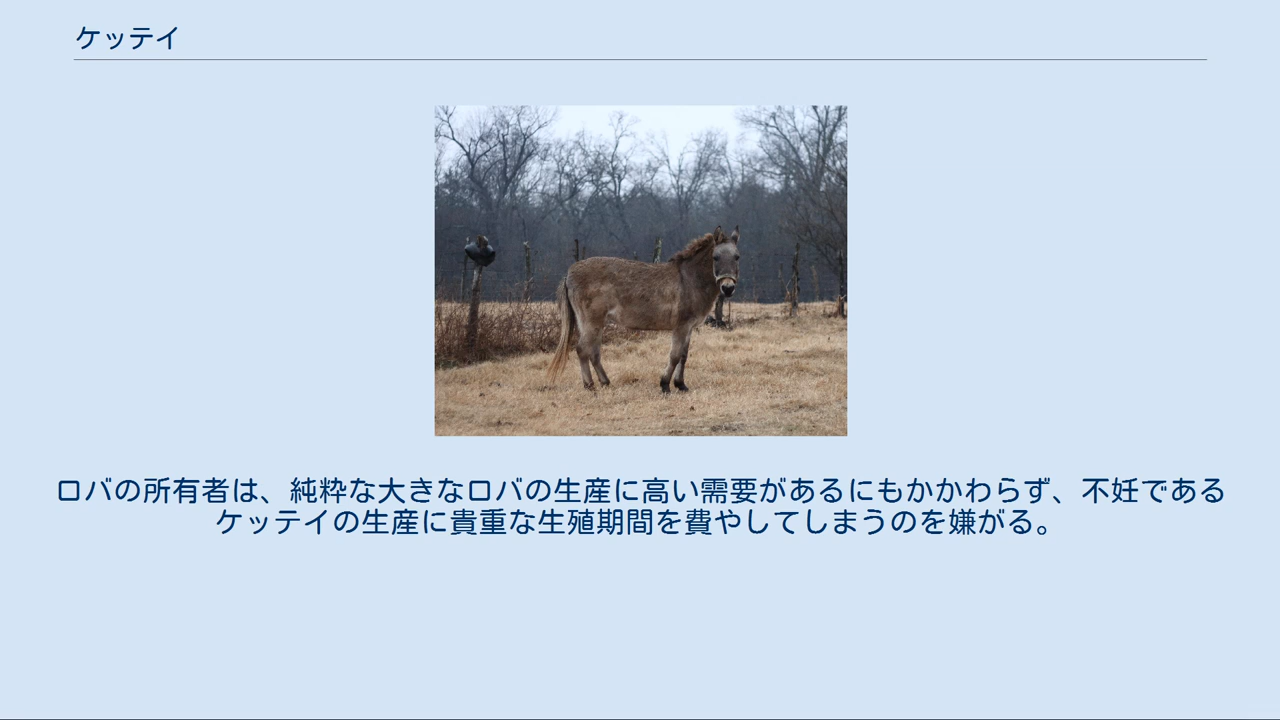 ケッテイ
ロバの所有者は、純粋な大きなロバの生産に高い需要があるにもかかわらず、不妊である
ケッテイの生産に貴重な生殖期間を費やしてしまうのを嫌がる。